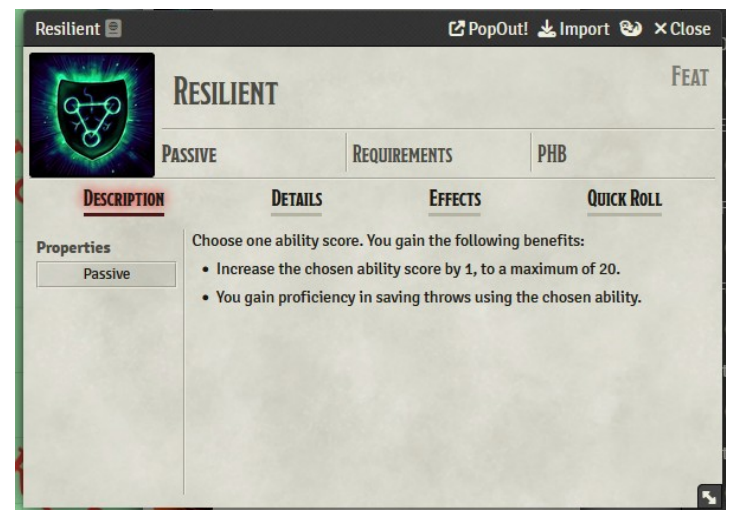 Resilient PopOut! Import Close
Resilient
Feat
Passive Requirements PHB
Description Details Effects Quick Roll
Properties
Passive
Choose one ability score. You gain the following benefits:
• Increase the chosen ability score by 1, to a maximum of 20.
• You gain proficiency in saving throws using the chosen ability.